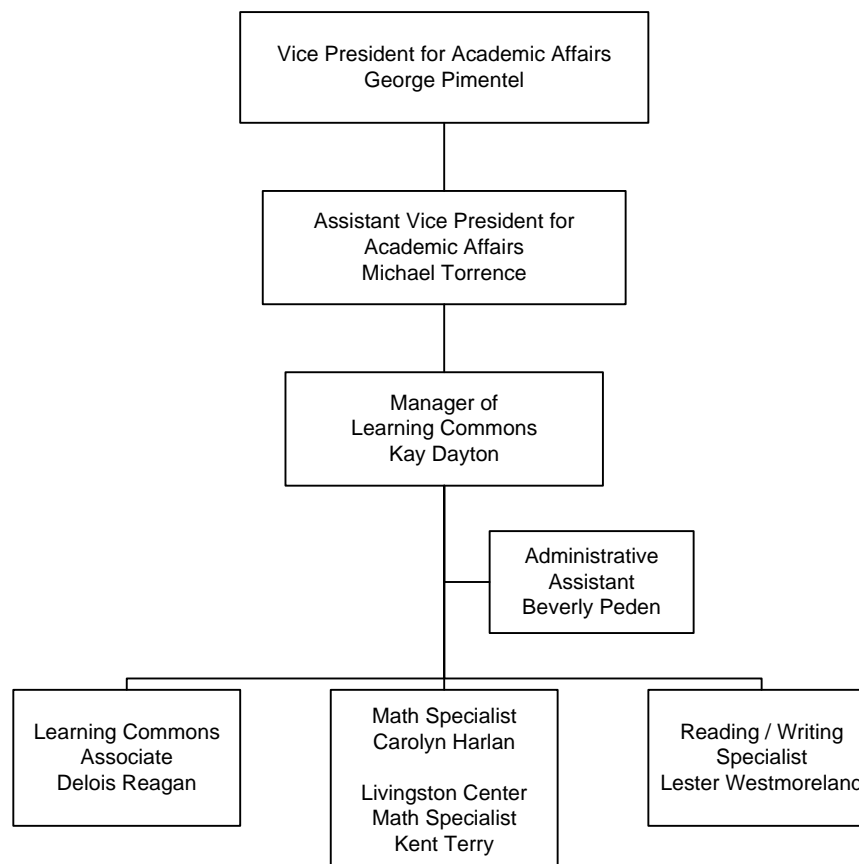 Vice President for Academic Affairs
George Pimentel
Assistant Vice President for
Academic Affairs
Michael Torrence
Manager of
Learning Commons
Kay Dayton
Administrative
Assistant
Beverly Peden
Learning Commons
Associate
Delois Reagan
Math Specialist
Carolyn Harlan
Livingston Center
Math Specialist
Kent Terry
Reading / Writing
Specialist
Lester Westmoreland